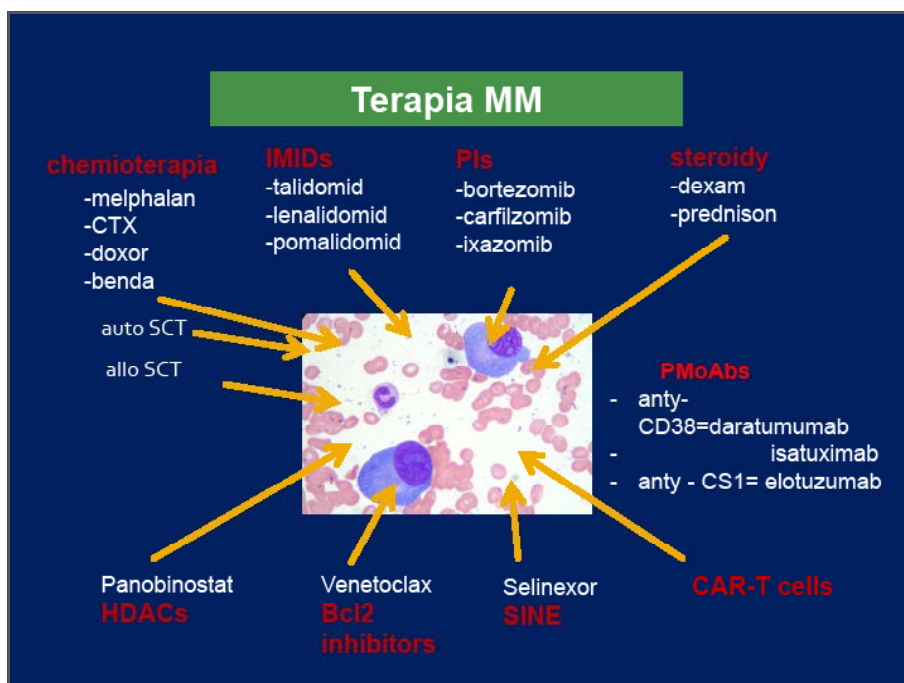 Terapia MM
chemioterapia
-melphalan
-CTX
-doxor
-benda
auto SCT
allo SCT
IMIDs
-talidomid
-lenalidomid
-pomalidomid
PIs
-bortezomib
-carfilzomib
-ixazomib
steroidy
-dexam
-prednison
PMoAbs
- anty-
CD38=daratumumab
- isatuximab
- anty - CS1= elotuzumab
Panobinostat
HDACs
Venetoclax
Bcl2
inhibitors
Selinexor
SINE
CAR-T cells